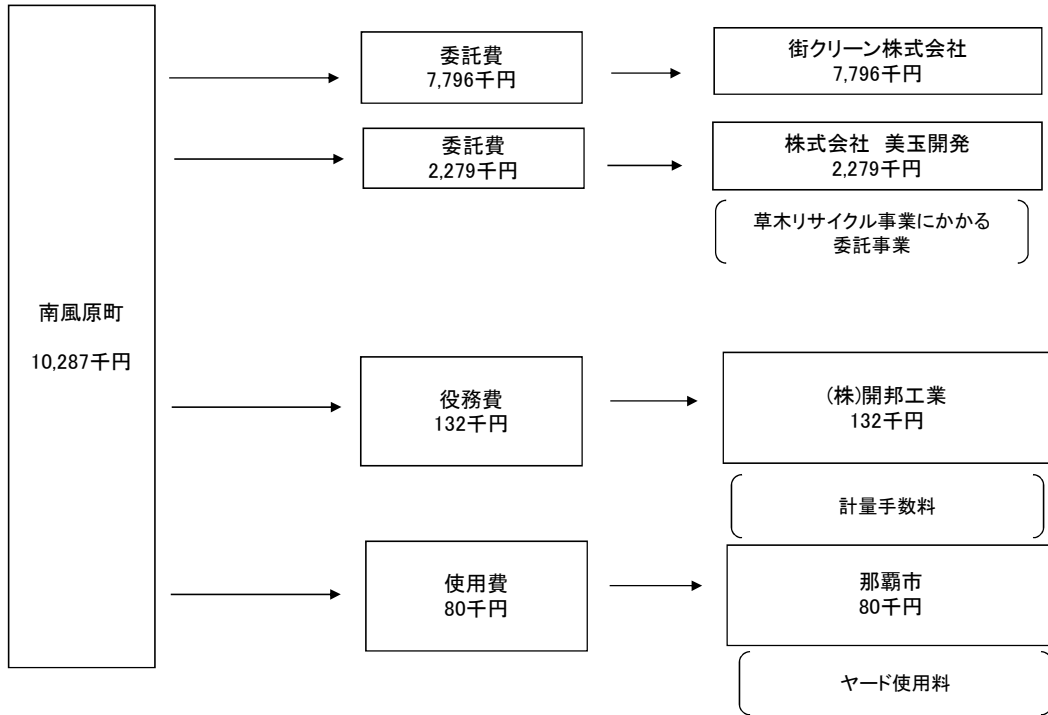 南風原町
10,287千円
委託費
7,796千円
街クリーン株式会社
7,796千円
委託費
2,279千円
株式会社　美玉開発
2,279千円
草木リサイクル事業にかかる
委託事業
役務費
132千円
(株)開邦工業
132千円
計量手数料
使用費
80千円
那覇市
80千円
ヤード使用料